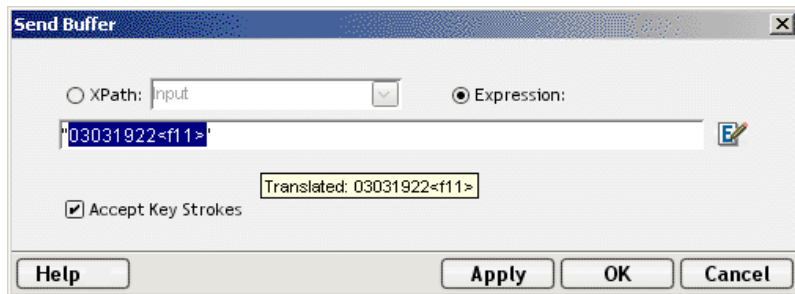 Send Buffer
XPath: Input Expression:
"03031922<f11>"
Translated: 03031922<f11>
Accept Key Strokes
Help Apply OK Cancel